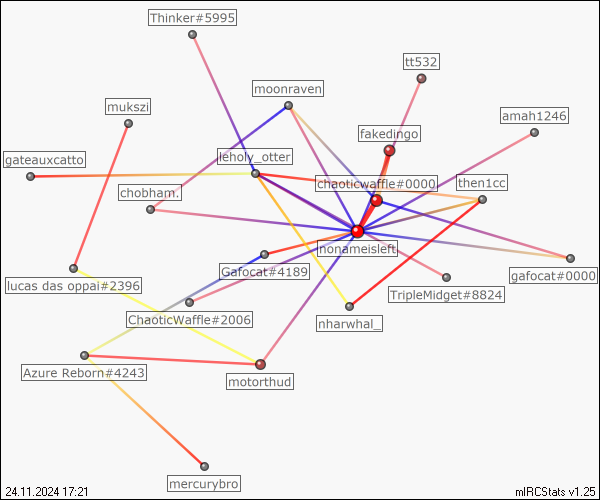 Thinker#5995
tt532
moonraven
mukszi
amah1246
fakedingo
gateauxcatto
leholy_otter
chaoticwaffle#0000
then1cc
chobham.
nonameisleft
Gafocat#4189
gafocat#0000
lucas das oppai#2396
TripleMidget#8824
ChaoticWaffle#2006
nharwhal_
Azure Reborn#4243
motorthud
mercurybro
24.11.2024 17:21
mIRCStats v1.25